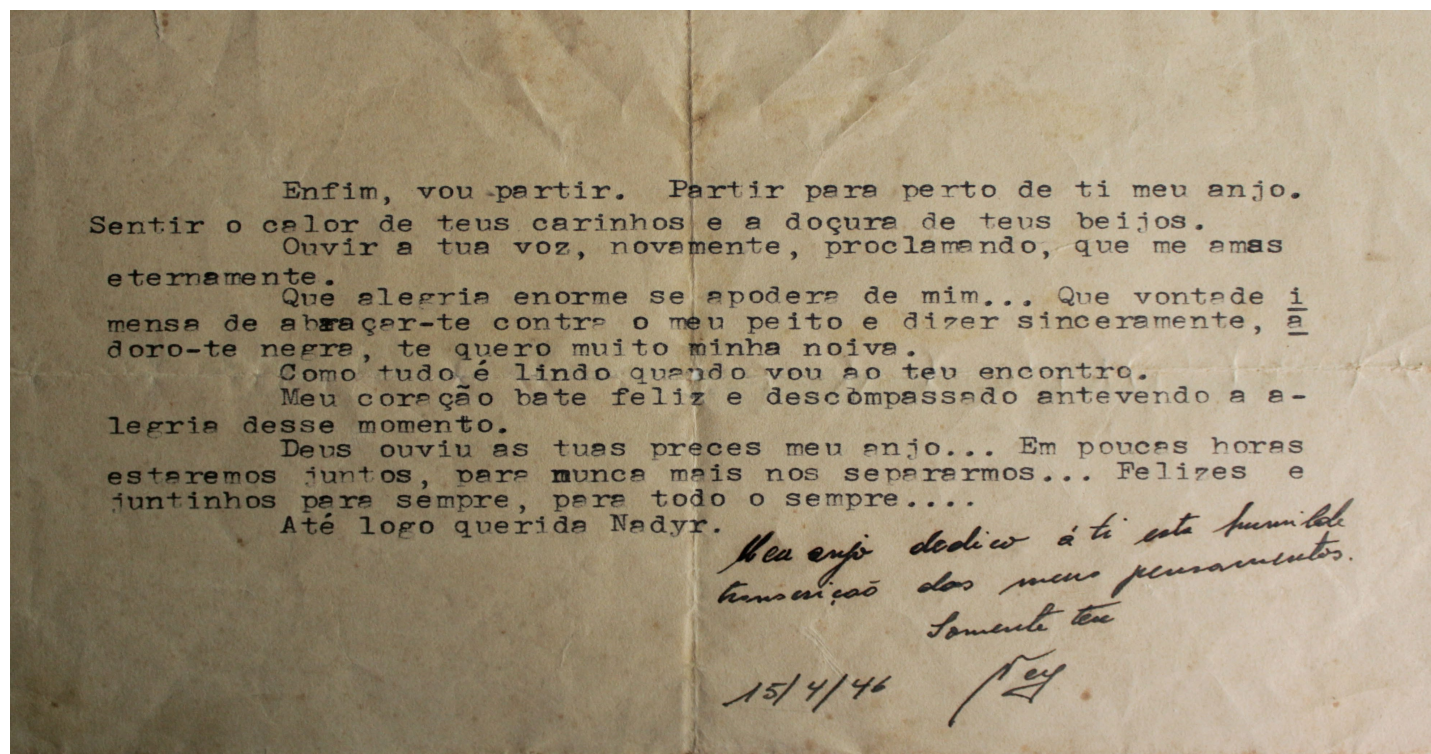 Enfim, vou partir. Partir para perto de ti meu anjo.
Sentir o calor de teus carinhos e a doçura de teus beijos.
Ouvir a tua voz, novamente, proclamando, que me amas
eternamente.
Que alegria enorme se apodera de mim... Que vontade i
mensa de abraçar-te contra o meu peito e dizer sinceramente, a
doro-te negra, te quero muito minha noiva.
Como tudo é lindo quando vou ao teu encontro.
Meu coração bate feliz e descompassado antevendo a a-
legria desse momento.
Deus ouviu as tuas preces meu anjo... Em poucas horas
estaremos juntos, para nunca mais nos separarmos... Felizes e
juntinhos para sempre, para todo o sempre....
Até logo querida Nadyr.
Meu anjo dedico á ti esta humilde
transcrição dos meus pensamentos.
Somente teu
15/4/46 Ney